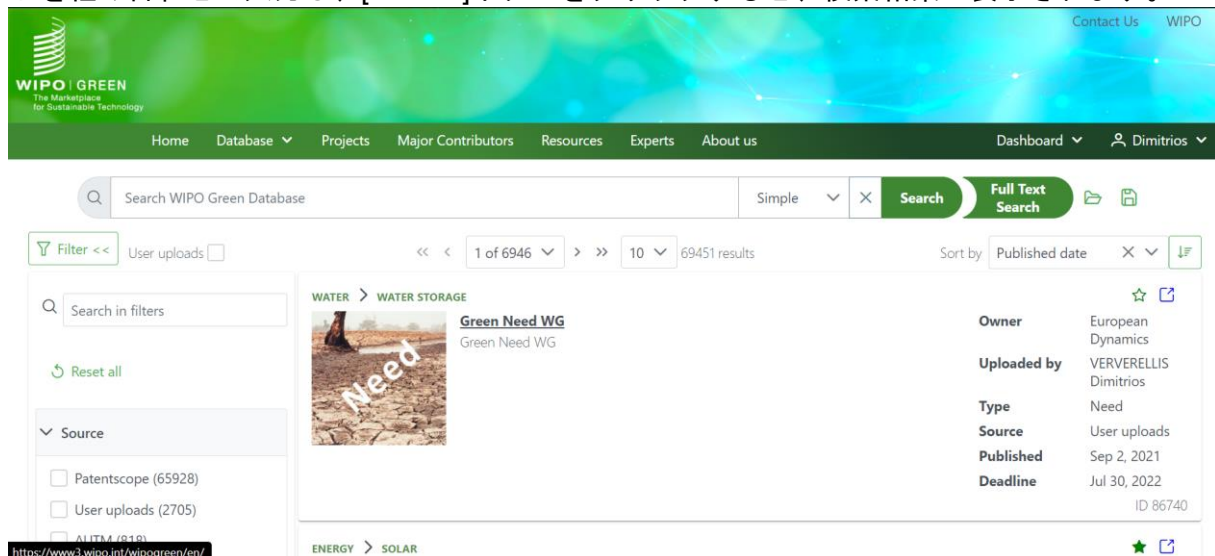 Contact Us WIPO
WIPO | GREEN
The Marketplace
for Sustainable Technology
Home Database Projects Major Contributors Resources Experts About us Dashboard Dimitrios
Search WIPO Green Database Simple Search Full Text
Search
Filter << User uploads << < 1 of 6946 > >> 10 69451 results Sort by Published date
Search in filters
Reset all
Source
Patentscope (65928)
User uploads (2705)
AUTM (818)
https://www3.wipo.int/wipogreen/en/
WATER > WATER STORAGE
Need
Green Need WG
Green Need WG
Owner European
Dynamics
Uploaded by VERVERELLIS
Dimitrios
Type Need
Source User uploads
Published Sep 2, 2021
Deadline Jul 30, 2022
ID 86740
ENERGY > SOLAR